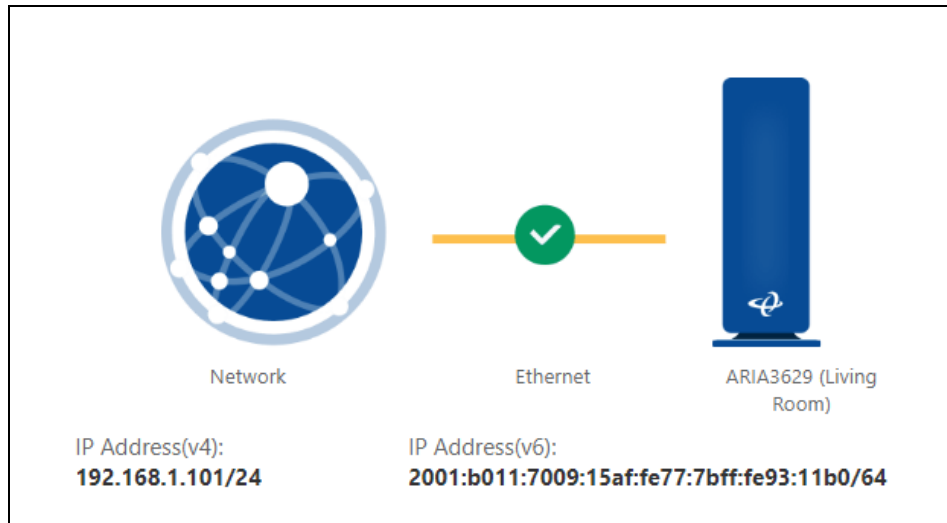 Network
Ethernet
ARIA3629 (Living
Room)
IP Address(v4):
192.168.1.101/24
IP Address(v6):
2001:b011:7009:15af:fe77:7bff:fe93:11b0/64